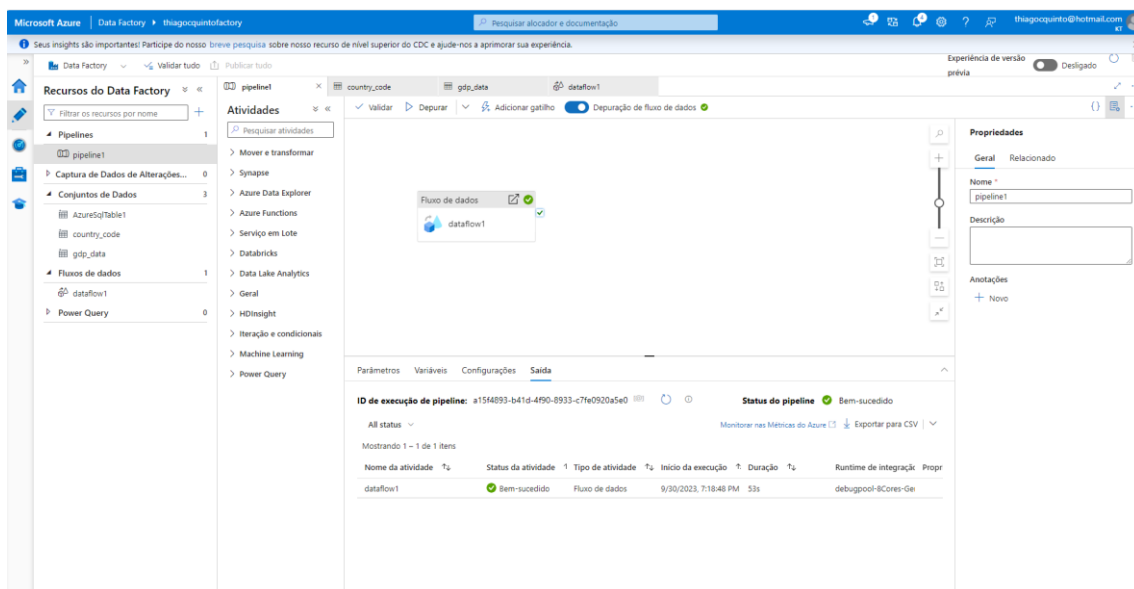 Microsoft Azure | Data Factory ▸ thiagocquintofactory
Pesquisar alocador e documentação
thiagocquinto@hotmail.com
KT
Seus insights são importantes! Participe do nosso breve pesquisa sobre nosso recurso de nível superior do CDC e ajude-nos a aprimorar sua experiência.
Data Factory
Validar tudo
Publicar tudo
Experiência de versão prévia
Desligado
Recursos do Data Factory
Filtrar os recursos por nome
Pipelines 1
pipeline1
Captura de Dados de Alterações... 0
Conjuntos de Dados 3
AzureSqlTable1
country_code
gdp_data
Fluxos de dados 1
dataflow1
Power Query 0
pipeline1
country_code
gdp_data
dataflow1
Atividades
Pesquisar atividades
Mover e transformar
Synapse
Azure Data Explorer
Azure Functions
Serviço em Lote
Databricks
Data Lake Analytics
Geral
HDInsight
Iteração e condicionais
Machine Learning
Power Query
Validar
Depurar
Adicionar gatilho
Depuração de fluxo de dados
Fluxo de dados
dataflow1
Parâmetros Variáveis Configurações Saída
ID de execução de pipeline: a15f4893-b41d-4f90-8933-c7fe0920a5e0
Status do pipeline Bem-sucedido
All status
Monitorar nas Métricas do Azure
Exportar para CSV
Mostrando 1 – 1 de 1 itens
Nome da atividade Status da atividade Tipo de atividade Início da execução Duração Runtime de integração Propr
dataflow1 Bem-sucedido Fluxo de dados 9/30/2023, 7:18:48 PM 53s debugpool-8Cores-Gei
Propriedades
Geral Relacionado
Nome *
pipeline1
Descrição
Anotações
+ Novo